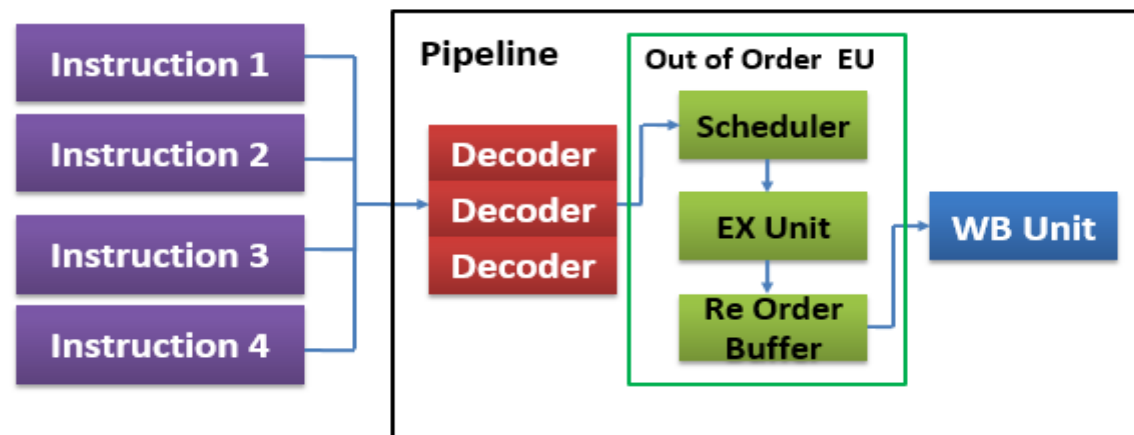 Instruction 1
Instruction 2
Instruction 3
Instruction 4
Pipeline
Decoder
Decoder
Decoder
Out of Order EU
Scheduler
EX Unit
Re Order
Buffer
WB Unit